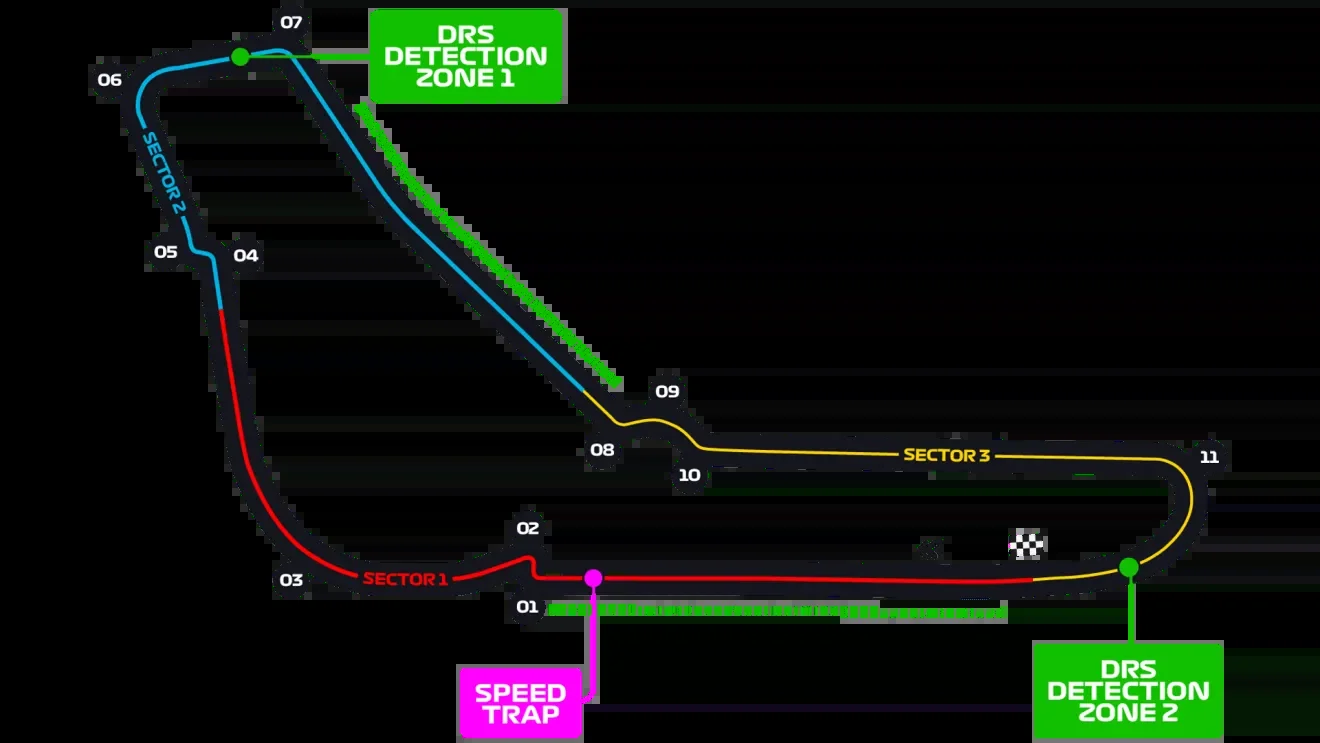 07
DRS
DETECTION
ZONE 1
06
SECTOR 2
05
04
09
08
10
SECTOR 3
11
02
03
SECTOR 1
01
SPEED
TRAP
DRS
DETECTION
ZONE 2